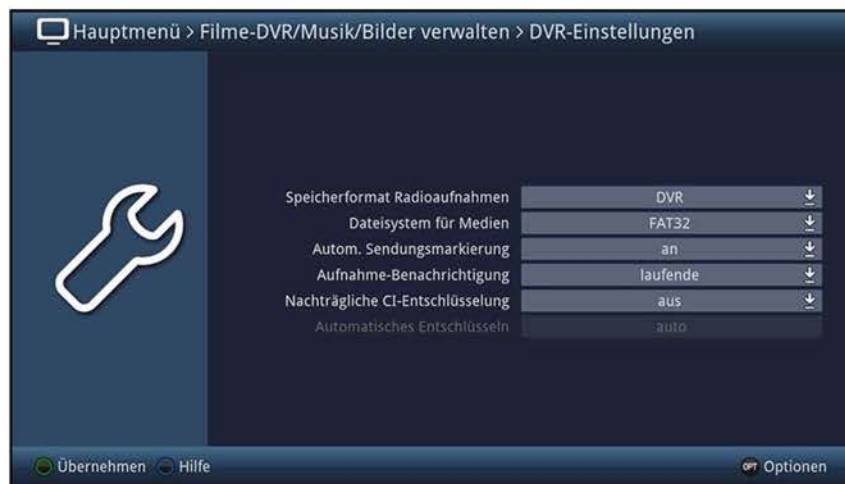 Hauptmenü > Filme-DVR/Musik/Bilder verwalten > DVR-Einstellungen
Speicherformat Radioaufnahmen DVR
Dateisystem für Medien FAT32
Autom. Sendungsmarkierung an
Aufnahme-Benachrichtigung laufende
Nachträgliche CI-Entschlüsselung aus
Automatisches Entschlüsseln auto
Übernehmen Hilfe OPT Optionen